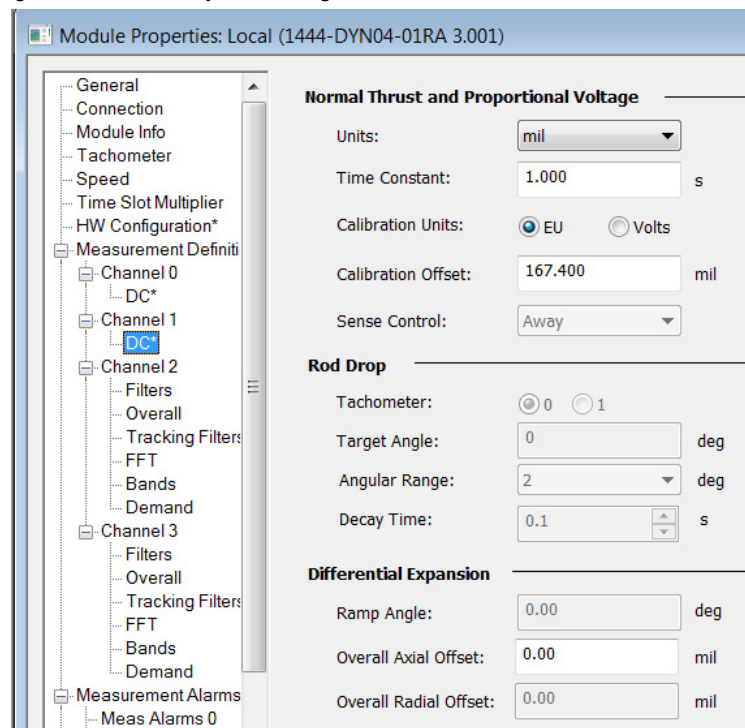 Module Properties: Local (1444-DYN04-01RA 3.001)
General
Connection
Module Info
Tachometer
Speed
Time Slot Multiplier
HW Configuration*
Measurement Definiti
Channel 0
DC*
Channel 1
DC*
Channel 2
Filters
Overall
Tracking Filters
FFT
Bands
Demand
Channel 3
Filters
Overall
Tracking Filters
FFT
Bands
Demand
Measurement Alarms
Meas Alarms 0
Normal Thrust and Proportional Voltage
Units: mil
Time Constant: 1.000 s
Calibration Units: EU Volts
Calibration Offset: 167.400 mil
Sense Control: Away
Rod Drop
Tachometer: 0 1
Target Angle: 0 deg
Angular Range: 2 deg
Decay Time: 0.1 s
Differential Expansion
Ramp Angle: 0.00 deg
Overall Axial Offset: 0.00 mil
Overall Radial Offset: 0.00 mil